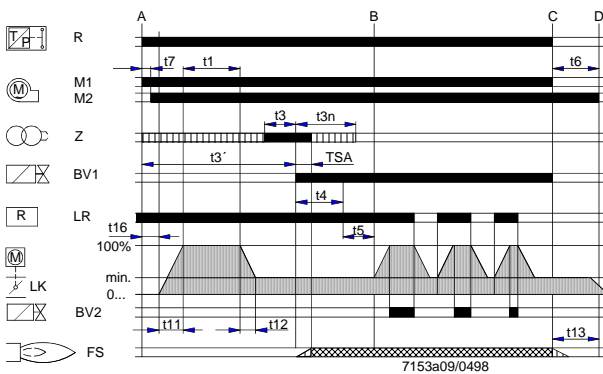 A B C D
T/P R
t7 t1 t6
M M1
M2
t3 t3n
Z
t3´ TSA
BV1
t4
R LR
t16 t5
100%
M
min.
LK
0...
BV2
t11 t12
t13
FS
7153a09/0498